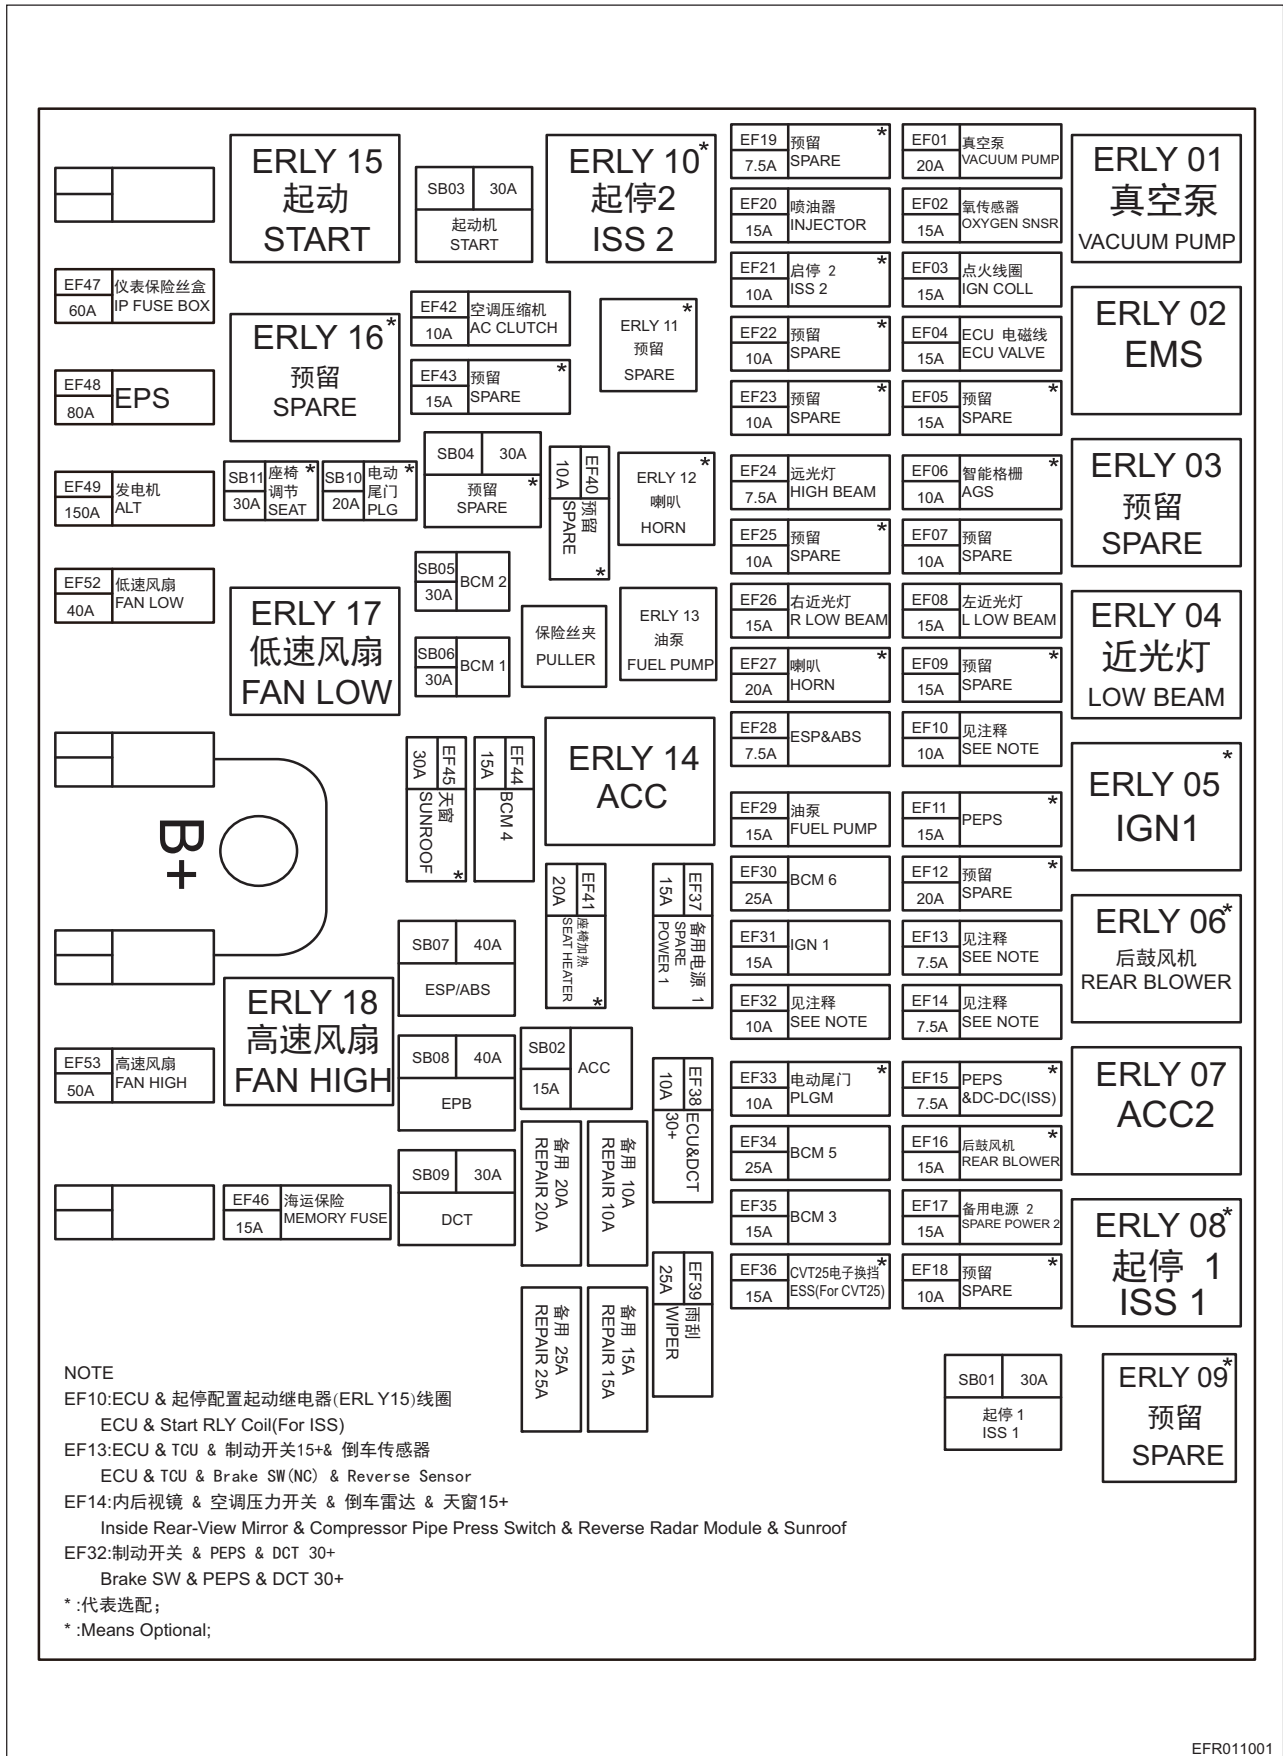 ERLY 15
起动
START
SB03 30A
起动机
START
ERLY 10*
起停2
ISS 2
EF19 预留 *
7.5A SPARE
EF01 真空泵
20A VACUUM PUMP
ERLY 01
真空泵
VACUUM PUMP
EF20 喷油器
15A INJECTOR
EF02 氧传感器
15A OXYGEN SNSR
EF21 启停 2 *
10A ISS 2
EF03 点火线圈
15A IGN COLL
EF47 仪表保险丝盒
60A IP FUSE BOX
ERLY 16*
预留
SPARE
EF42 空调压缩机
10A AC CLUTCH
EF43 预留 *
15A SPARE
*
ERLY 11
预留
SPARE
EF22 预留 *
10A SPARE
EF04 ECU 电磁线
15A ECU VALVE
ERLY 02
EMS
EF48 EPS
80A
EF23 预留 *
10A SPARE
EF05 预留 *
15A SPARE
EF49 发电机
150A ALT
SB11 座椅 *
调节
30A SEAT
SB10 电动 *
尾门
20A PLG
SB04 30A
预留 *
SPARE
EF40 预留
10A SPARE *
*
ERLY 12
喇叭
HORN
EF24 远光灯
7.5A HIGH BEAM
EF06 智能格栅 *
10A AGS
ERLY 03
预留
SPARE
EF25 预留 *
10A SPARE
EF07 预留
10A SPARE
EF52 低速风扇
40A FAN LOW
ERLY 17
低速风扇
FAN LOW
SB05 BCM 2
30A
SB06 BCM 1
30A
保险丝夹
PULLER
ERLY 13
油泵
FUEL PUMP
EF26 右近光灯
15A R LOW BEAM
EF08 左近光灯
15A L LOW BEAM
ERLY 04
近光灯
LOW BEAM
EF27 喇叭 *
20A HORN
EF09 预留 *
15A SPARE
EF28 ESP&ABS
7.5A
EF10 见注释
10A SEE NOTE
B+
EF45 天窗
30A SUNROOF *
EF44 BCM 4
15A
ERLY 14
ACC
*
ERLY 05
IGN1
EF29 油泵
15A FUEL PUMP
EF11 PEPS *
15A
EF30 BCM 6
25A
EF12 预留 *
20A SPARE
EF41 座椅加热
20A SEAT HEATER *
EF37 备用电源 1
15A SPARE
POWER 1
ERLY 06*
后鼓风机
REAR BLOWER
SB07 40A
ESP/ABS
EF31 IGN 1
15A
EF13 见注释
7.5A SEE NOTE
EF32 见注释
10A SEE NOTE
EF14 见注释
7.5A SEE NOTE
ERLY 18
高速风扇
FAN HIGH
EF53 高速风扇
50A FAN HIGH
SB08 40A
EPB
SB02 ACC
15A
EF38 ECU&DCT
10A 30+
EF33 电动尾门 *
10A PLGM
EF15 PEPS *
7.5A &DC-DC(ISS)
ERLY 07
ACC2
EF34 BCM 5
25A
EF16 后鼓风机 *
15A REAR BLOWER
EF46 海运保险
15A MEMORY FUSE
SB09 30A
DCT
备用 20A
REPAIR 20A
备用 10A
REPAIR 10A
EF35 BCM 3
15A
EF17 备用电源 2
15A SPARE POWER 2
ERLY 08*
起停 1
ISS 1
EF39 雨刮
25A WIPER
EF36 CVT25电子换挡 *
15A ESS(For CVT25)
EF18 预留 *
10A SPARE
备用 25A
REPAIR 25A
备用 15A
REPAIR 15A
SB01 30A
起停 1
ISS 1
ERLY 09*
预留
SPARE
NOTE
EF10:ECU & 起停配置起动继电器(ERL Y15)线圈
ECU & Start RLY Coil(For ISS)
EF13:ECU & TCU & 制动开关15+& 倒车传感器
ECU & TCU & Brake SW(NC) & Reverse Sensor
EF14:内后视镜 & 空调压力开关 & 倒车雷达 & 天窗15+
Inside Rear-View Mirror & Compressor Pipe Press Switch & Reverse Radar Module & Sunroof
EF32:制动开关 & PEPS & DCT 30+
Brake SW & PEPS & DCT 30+
* :代表选配；
* :Means Optional;
EFR011001